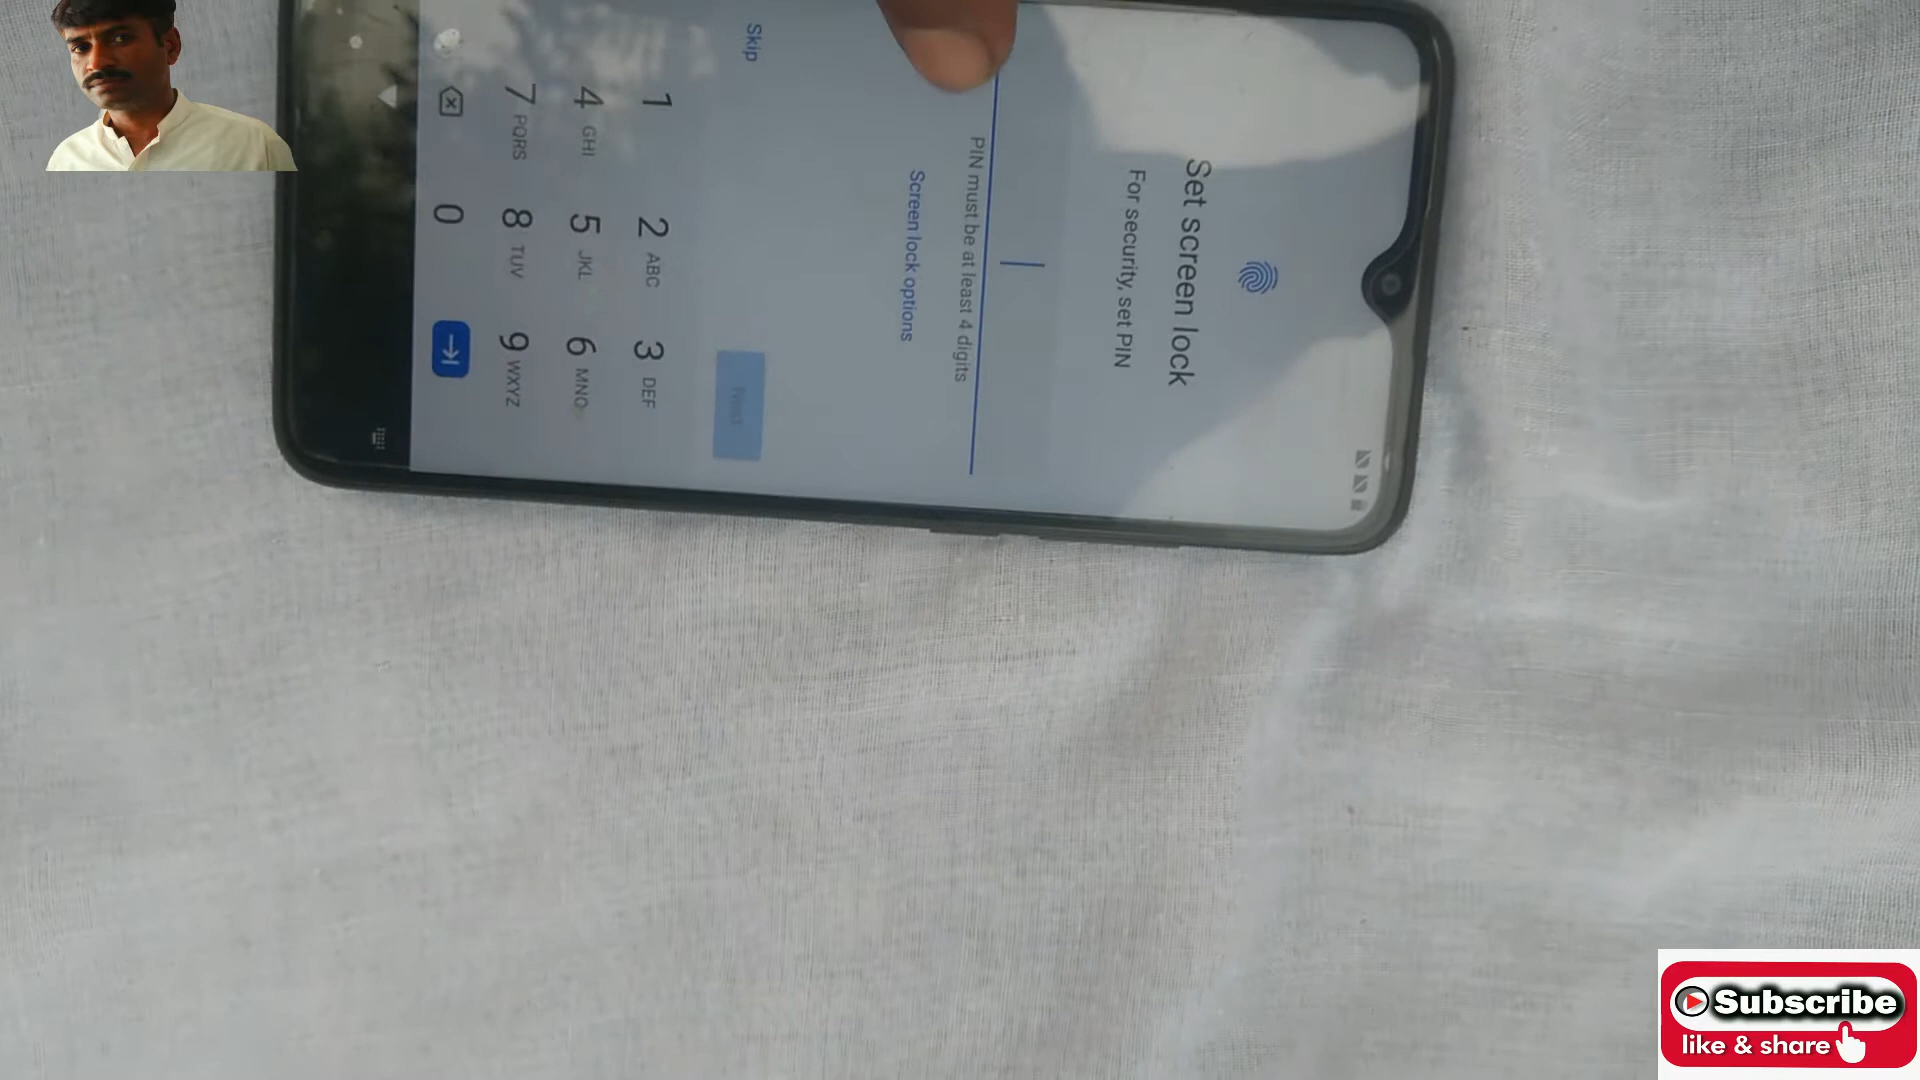 Set screen lock
For security, set PIN
PIN must be at least 4 digits
Screen lock options
Skip
Next
1
2 ABC
3 DEF
4 GHI
5 JKL
6 MNO
7 PQRS
8 TUV
9 WXYZ
0
Subscribe
like & share